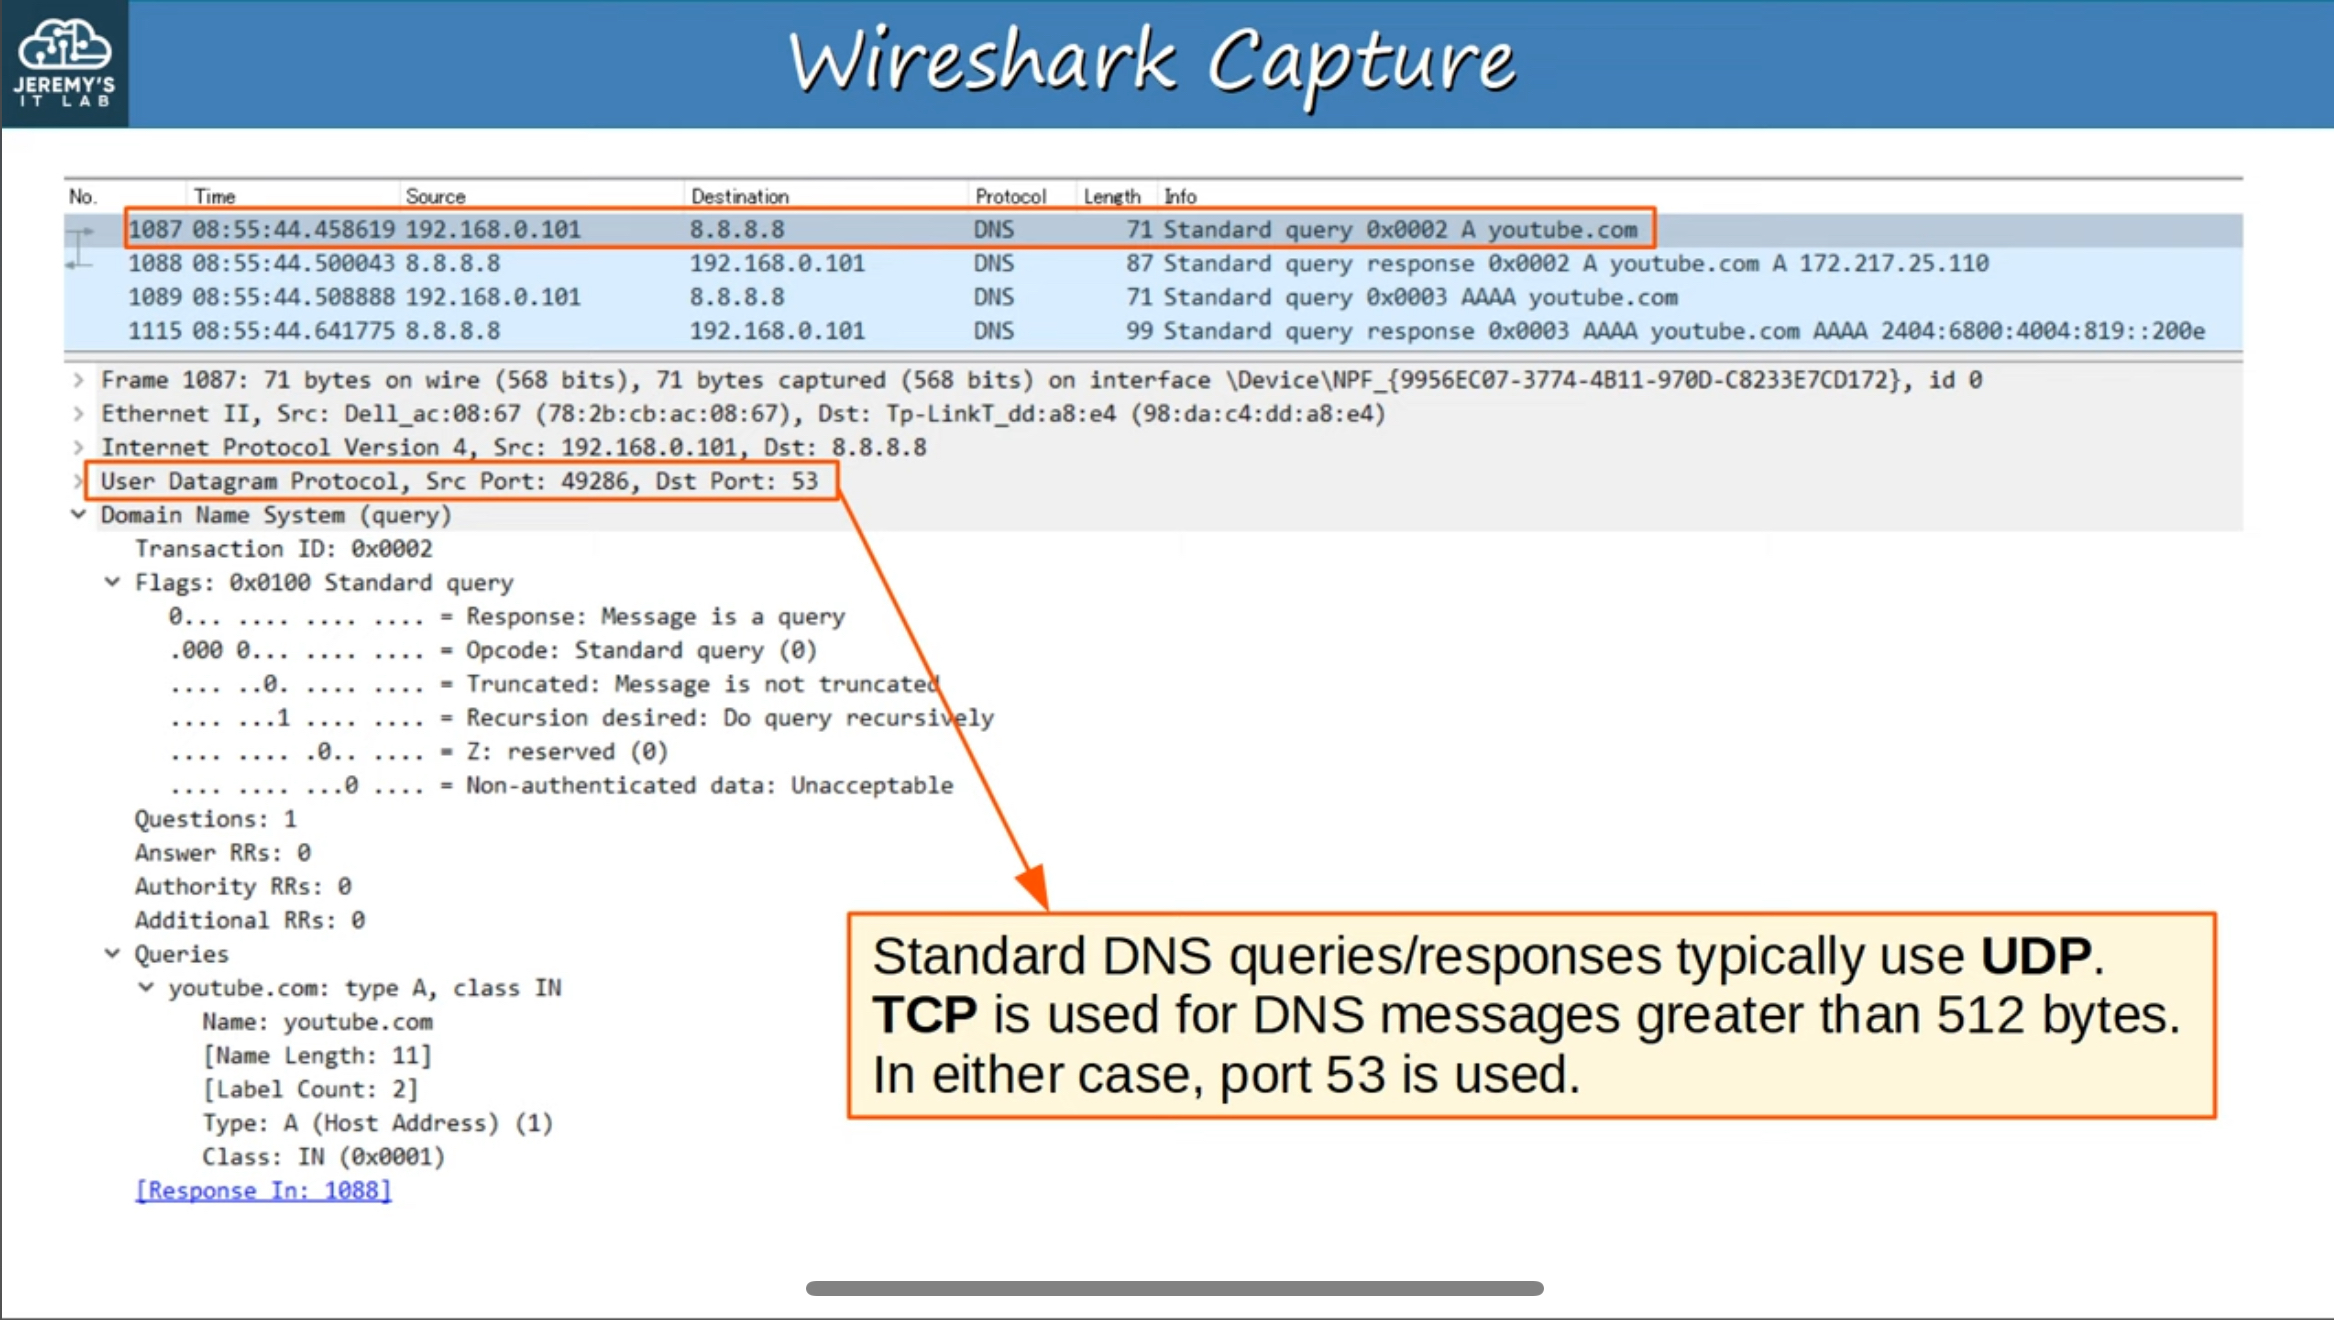 JEREMY'S
IT LAB
Wireshark Capture
No. Time Source Destination Protocol Length Info
1087 08:55:44.458619 192.168.0.101 8.8.8.8 DNS 71 Standard query 0x0002 A youtube.com
1088 08:55:44.500043 8.8.8.8 192.168.0.101 DNS 87 Standard query response 0x0002 A youtube.com A 172.217.25.110
1089 08:55:44.508888 192.168.0.101 8.8.8.8 DNS 71 Standard query 0x0003 AAAA youtube.com
1115 08:55:44.641775 8.8.8.8 192.168.0.101 DNS 99 Standard query response 0x0003 AAAA youtube.com AAAA 2404:6800:4004:819::200e
Frame 1087: 71 bytes on wire (568 bits), 71 bytes captured (568 bits) on interface \Device\NPF_{9956EC07-3774-4B11-970D-C8233E7CD172}, id 0
Ethernet II, Src: Dell_ac:08:67 (78:2b:cb:ac:08:67), Dst: Tp-LinkT_dd:a8:e4 (98:da:c4:dd:a8:e4)
Internet Protocol Version 4, Src: 192.168.0.101, Dst: 8.8.8.8
User Datagram Protocol, Src Port: 49286, Dst Port: 53
Domain Name System (query)
Transaction ID: 0x0002
Flags: 0x0100 Standard query
0... .... .... .... = Response: Message is a query
.000 0... .... .... = Opcode: Standard query (0)
.... ..0. .... .... = Truncated: Message is not truncated
.... ...1 .... .... = Recursion desired: Do query recursively
.... .... .0.. .... = Z: reserved (0)
.... .... ...0 .... = Non-authenticated data: Unacceptable
Questions: 1
Answer RRs: 0
Authority RRs: 0
Additional RRs: 0
Queries
youtube.com: type A, class IN
Name: youtube.com
[Name Length: 11]
[Label Count: 2]
Type: A (Host Address) (1)
Class: IN (0x0001)
[Response In: 1088]
Standard DNS queries/responses typically use UDP.
TCP is used for DNS messages greater than 512 bytes.
In either case, port 53 is used.